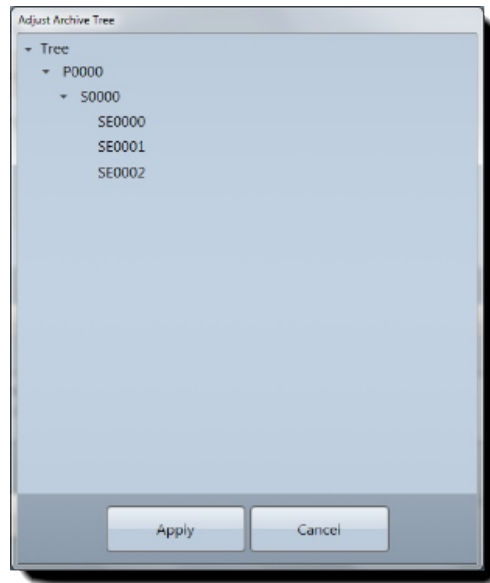 Adjust Archive Tree
Tree
P0000
S0000
SE0000
SE0001
SE0002
Apply
Cancel